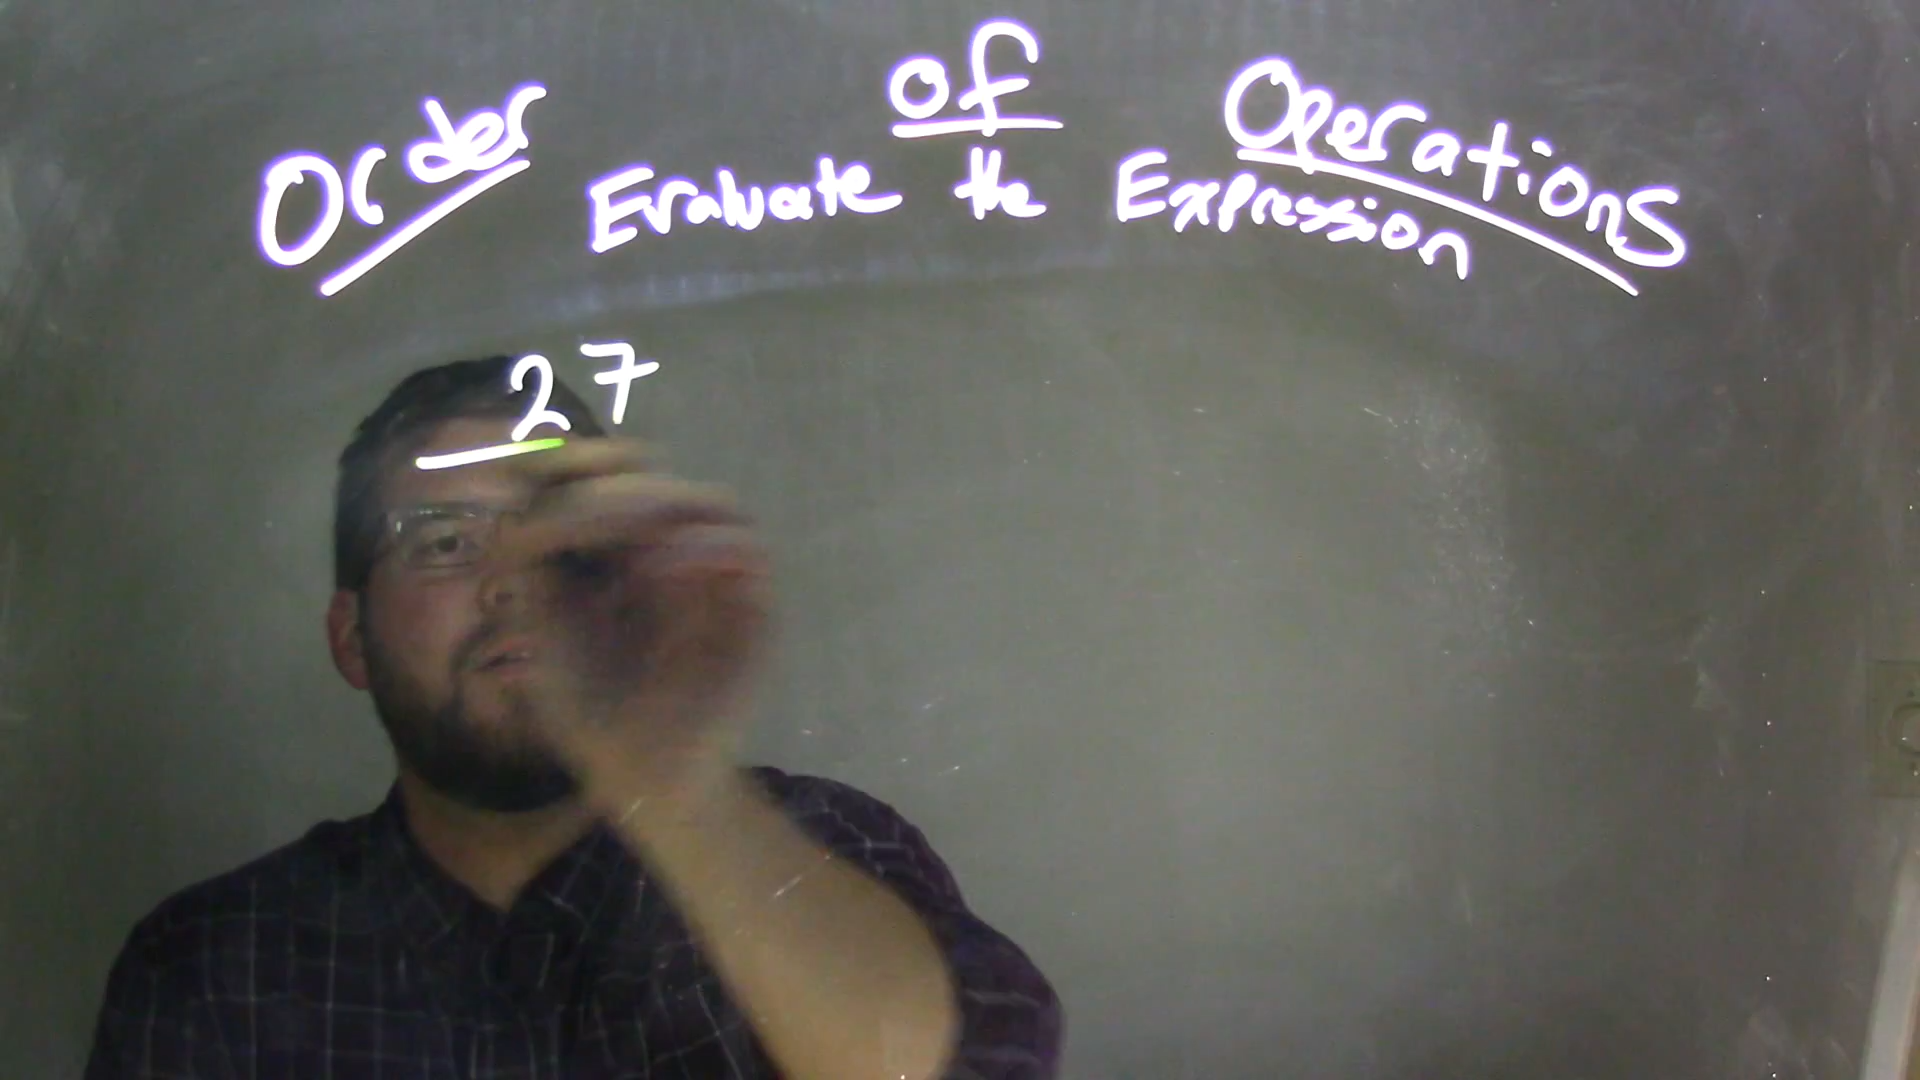 Order of Operations
Evaluate the Expression
27